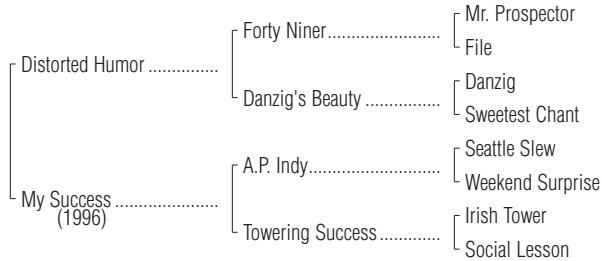 Mr. Prospector
Forty Niner............................
File
Distorted Humor ...............
Danzig
Danzig's Beauty ..................
Sweetest Chant
Seattle Slew
A.P. Indy.................................
Weekend Surprise
My Success ......................
(1996)
Irish Tower
Towering Success...............
Social Lesson